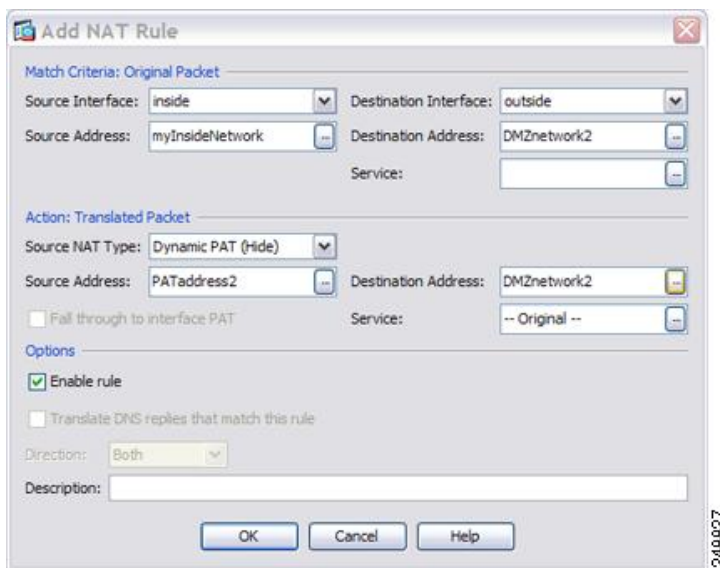 Add NAT Rule
Match Criteria: Original Packet
Source Interface: inside Destination Interface: outside
Source Address: myInsideNetwork ... Destination Address: DMZnetwork2 ...
Service: ...
Action: Translated Packet
Source NAT Type: Dynamic PAT (Hide)
Source Address: PATaddress2 ... Destination Address: DMZnetwork2 ...
Fall through to interface PAT Service: -- Original -- ...
Options
Enable rule
Translate DNS replies that match this rule
Direction: Both
Description:
OK Cancel Help
248827